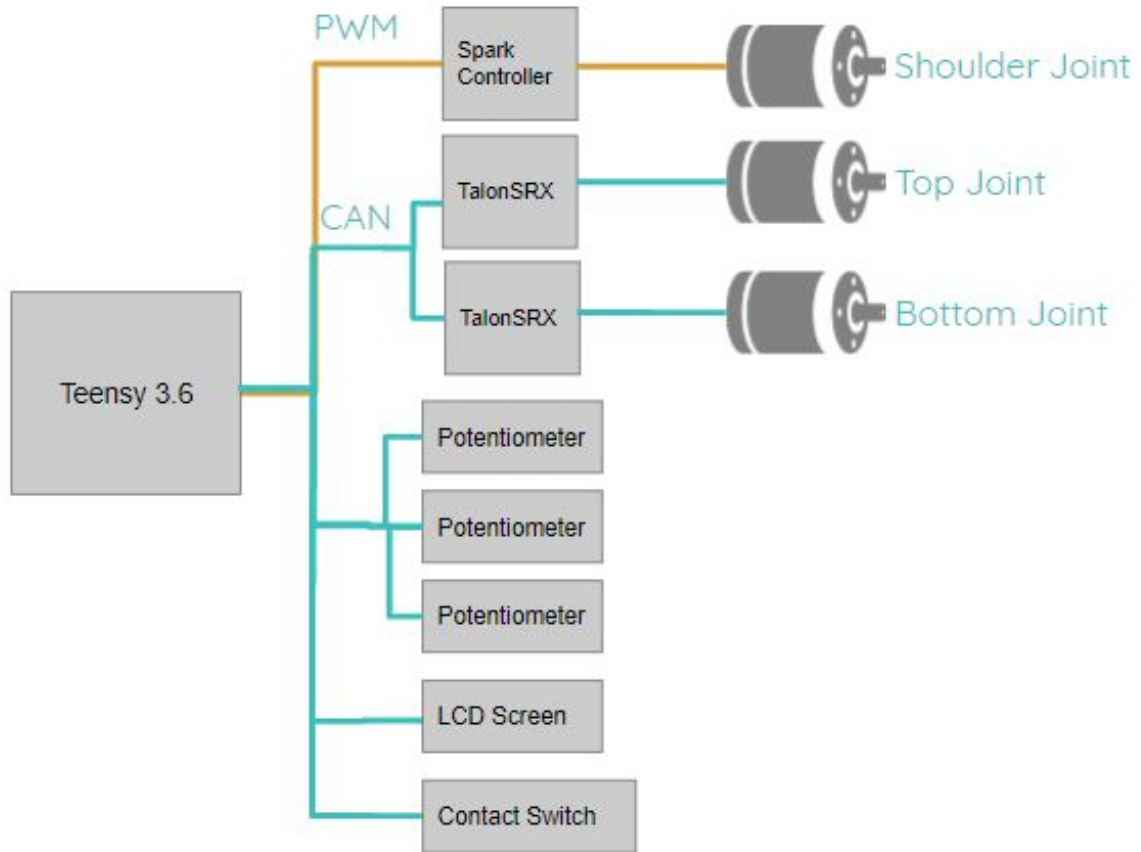 PWM
Spark
Controller
Shoulder Joint
TalonSRX
Top Joint
CAN
TalonSRX
Bottom Joint
Teensy 3.6
Potentiometer
Potentiometer
Potentiometer
LCD Screen
Contact Switch